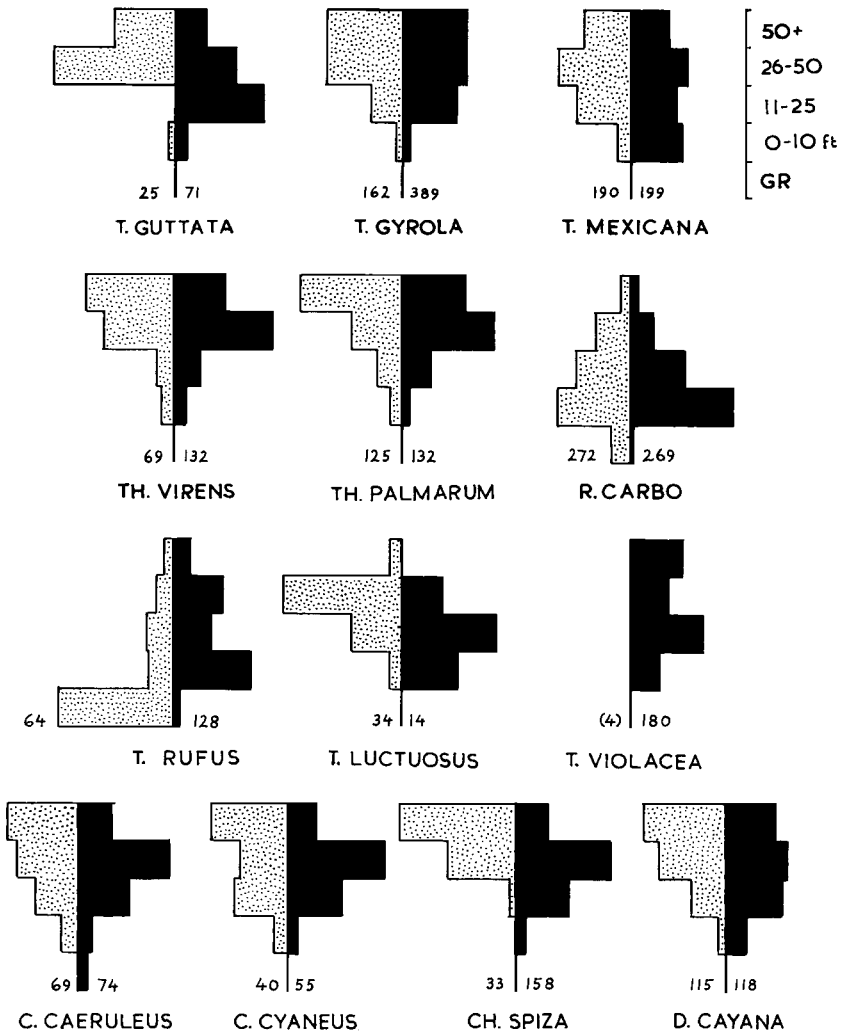 50+
26-50
11-25
0-10 ft
GR
25 71
162 389
190 199
T. GUTTATA
T. GYROLA
T. MEXICANA
69 132
125 132
272 269
TH. VIRENS
TH. PALMARUM
R. CARBO
64 128
34 14
(4) 180
T. RUFUS
T. LUCTUOSUS
T. VIOLACEA
69 74
40 55
33 158
115 118
C. CAERULEUS
C. CYANEUS
CH. SPIZA
D. CAYANA